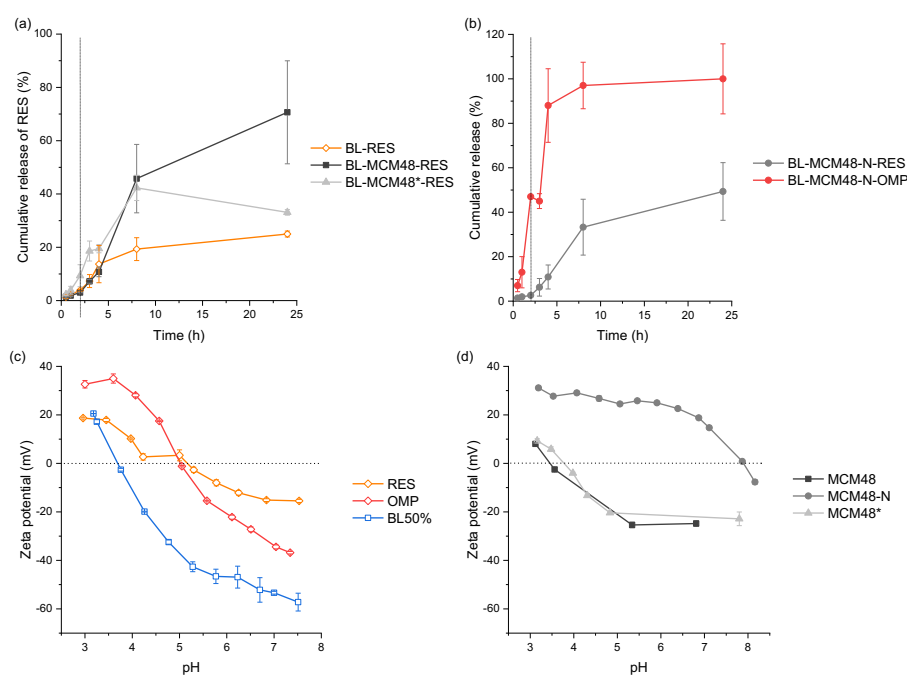 (a)
Cumulative release of RES (%)
100
80
60
40
20
0
0
5
10
15
20
25
Time (h)
BL-RES
BL-MCM48-RES
BL-MCM48*-RES
(b)
Cumulative release (%)
120
100
80
60
40
20
0
0
5
10
15
20
25
Time (h)
BL-MCM48-N-RES
BL-MCM48-N-OMP
(c)
Zeta potential (mV)
40
20
0
-20
-40
-60
3
4
5
6
7
8
pH
RES
OMP
BL50%
(d)
Zeta potential (mV)
40
20
0
-20
-40
-60
3
4
5
6
7
8
pH
MCM48
MCM48-N
MCM48*